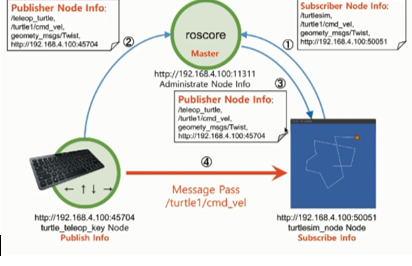 Publisher Node Info:
/teleop_turtle,
/turtle1/cmd_vel,
geomety_msgs/Twist,
http://192.168.4.100:45704
②
roscore
Master
http://192.168.4.100:11311
Administrate Node Info
①
Subscriber Node Info:
/turtlesim,
/turtle1/cmd_vel,
geomety_msgs/Twist,
http://192.168.4.100:50051
③
Publisher Node Info:
/teleop_turtle,
/turtle1/cmd_vel,
geomety_msgs/Twist,
http://192.168.4.100:45704
← ↑ ↓ →
④
Message Pass
/turtle1/cmd_vel
http://192.168.4.100:45704
turtle_teleop_key Node
Publish Info
http://192.168.4.100:50051
turtlesim_node Node
Subscribe Info